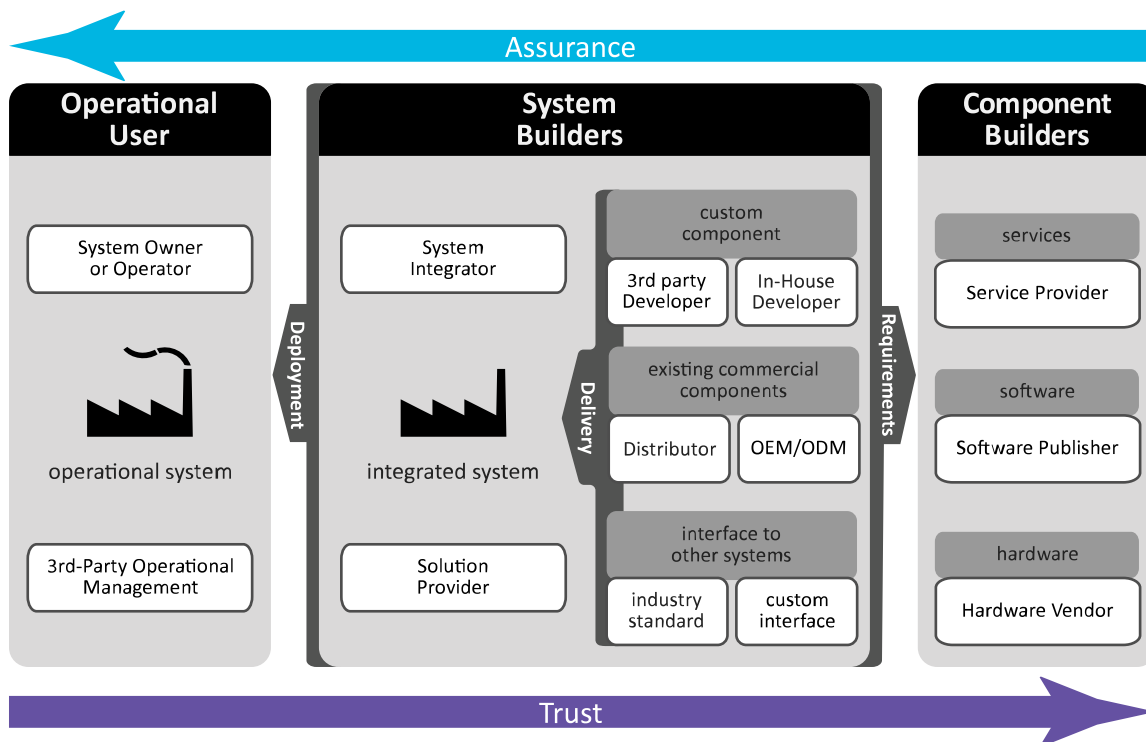 Assurance
Operational
User
System Owner
or Operator
operational system
3rd-Party Operational
Management
Deployment
System
Builders
System
Integrator
integrated system
Solution
Provider
Delivery
custom
component
3rd party
Developer
In-House
Developer
existing commercial
components
Distributor
OEM/ODM
interface to
other systems
industry
standard
custom
interface
Requirements
Component
Builders
services
Service Provider
software
Software Publisher
hardware
Hardware Vendor
Trust